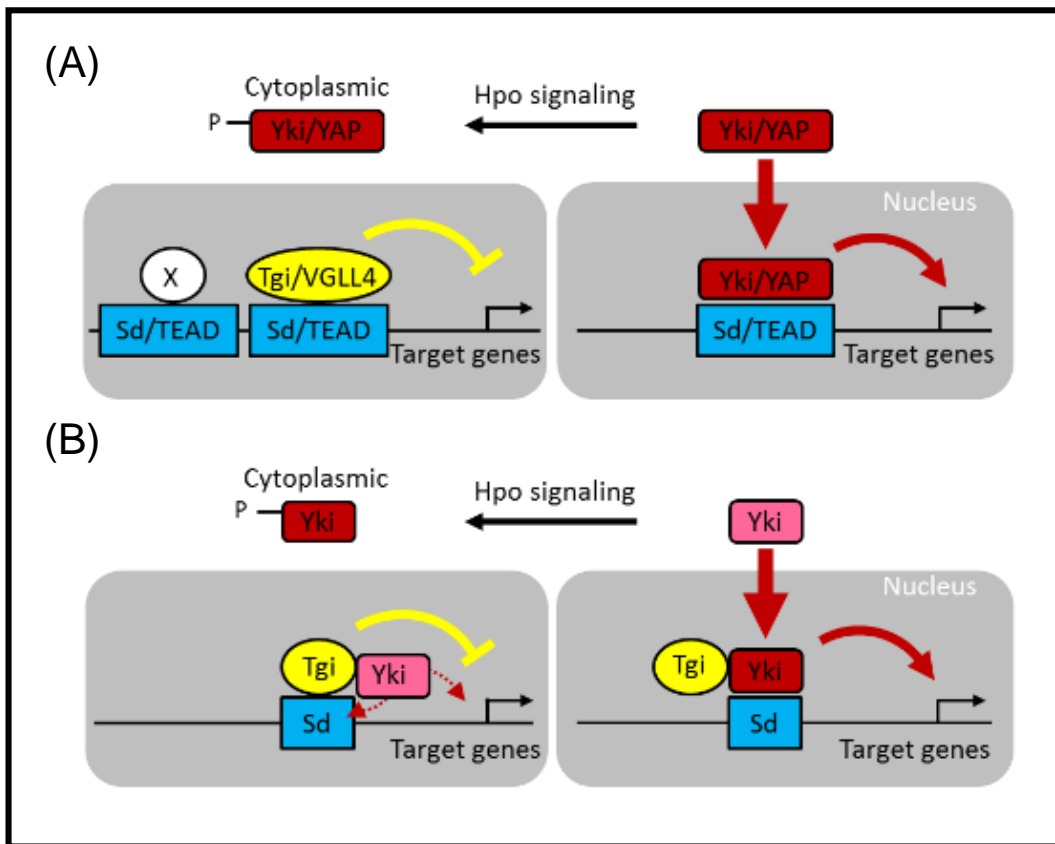 (A)
Cytoplasmic
Hpo signaling
P
Yki/YAP
Yki/YAP
Nucleus
X
Tgi/VGLL4
Yki/YAP
Sd/TEAD
Sd/TEAD
Sd/TEAD
Target genes
Target genes
(B)
Cytoplasmic
Hpo signaling
P
Yki
Yki
Nucleus
Tgi
Yki
Tgi
Yki
Sd
Sd
Target genes
Target genes